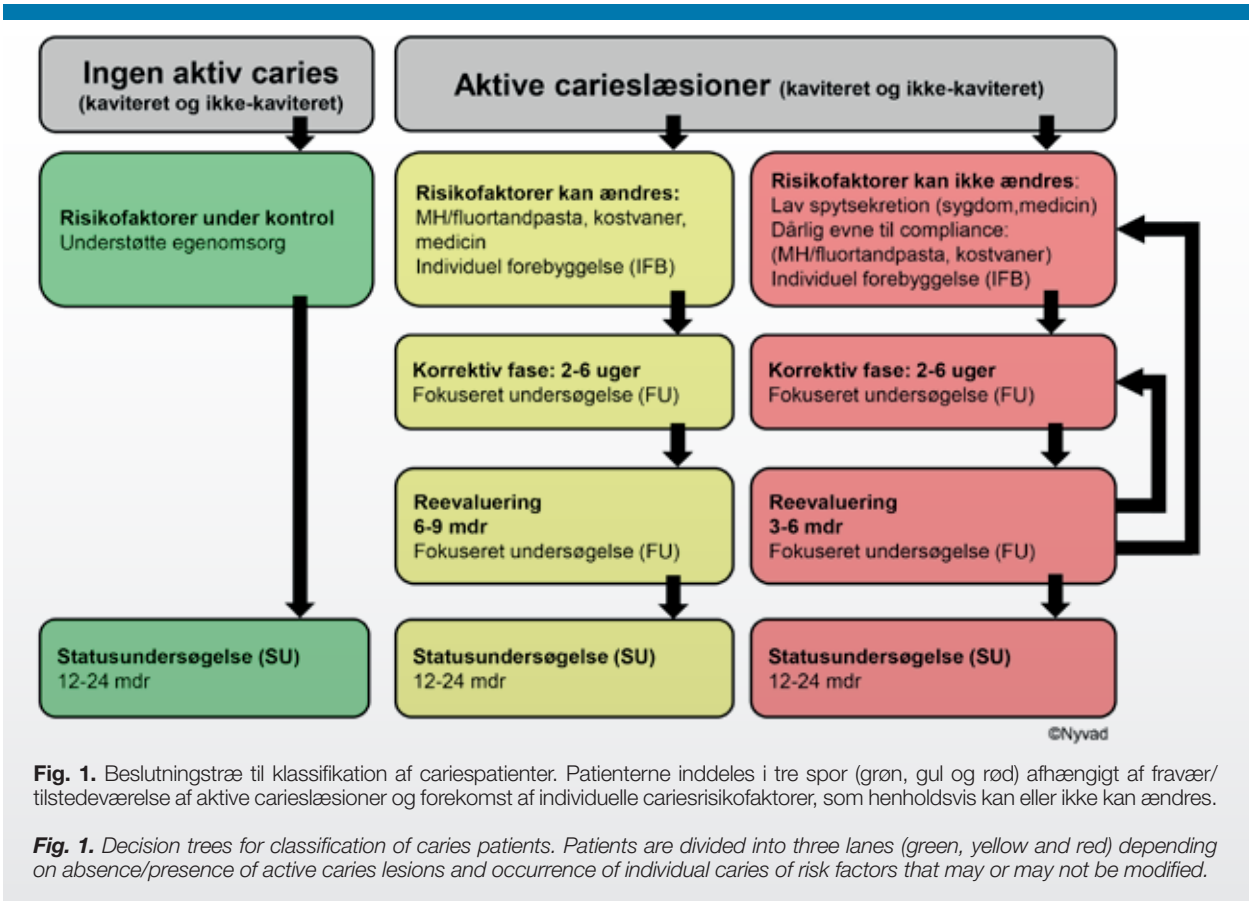 Ingen aktiv caries
(kaviteret og ikke-kaviteret)
Aktive carieslæsioner (kaviteret og ikke-kaviteret)
Risikofaktorer under kontrol
Understøtte egenomsorg
Risikofaktorer kan ændres:
MH/fluortandpasta, kostvaner,
medicin
Individuel forebyggelse (IFB)
Risikofaktorer kan ikke ændres:
Lav spytsekretion (sygdom,medicin)
Dårlig evne til compliance:
(MH/fluortandpasta, kostvaner)
Individuel forebyggelse (IFB)
Korrektiv fase: 2-6 uger
Fokuseret undersøgelse (FU)
Korrektiv fase: 2-6 uger
Fokuseret undersøgelse (FU)
Reevaluering
6-9 mdr
Fokuseret undersøgelse (FU)
Reevaluering
3-6 mdr
Fokuseret undersøgelse (FU)
Statusundersøgelse (SU)
12-24 mdr
Statusundersøgelse (SU)
12-24 mdr
Statusundersøgelse (SU)
12-24 mdr
©Nyvad
Fig. 1. Beslutningstræ til klassifikation af cariespatienter. Patienterne inddeles i tre spor (grøn, gul og rød) afhængigt af fravær/
tilstedeværelse af aktive carieslæsioner og forekomst af individuelle cariesrisikofaktorer, som henholdsvis kan eller ikke kan ændres.
Fig. 1. Decision trees for classification of caries patients. Patients are divided into three lanes (green, yellow and red) depending
on absence/presence of active caries lesions and occurrence of individual caries of risk factors that may or may not be modified.